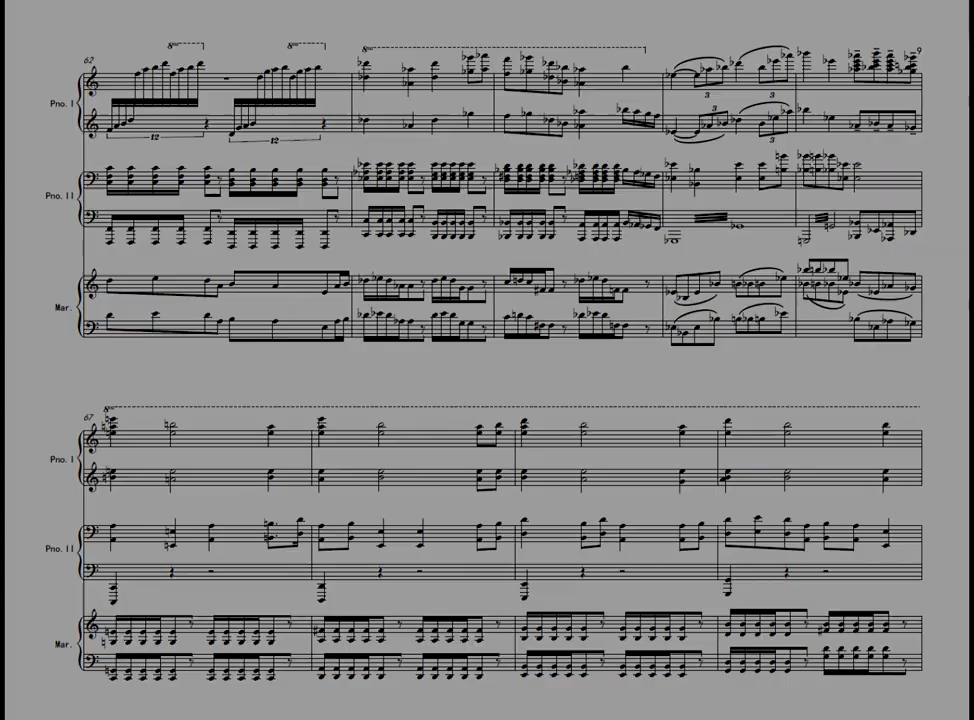 9
8va 8va 8va
62
Pno. I
3 3
3 3
12 12
Pno. II
Mar.
8va
67
Pno. I
Pno. II
Mar.